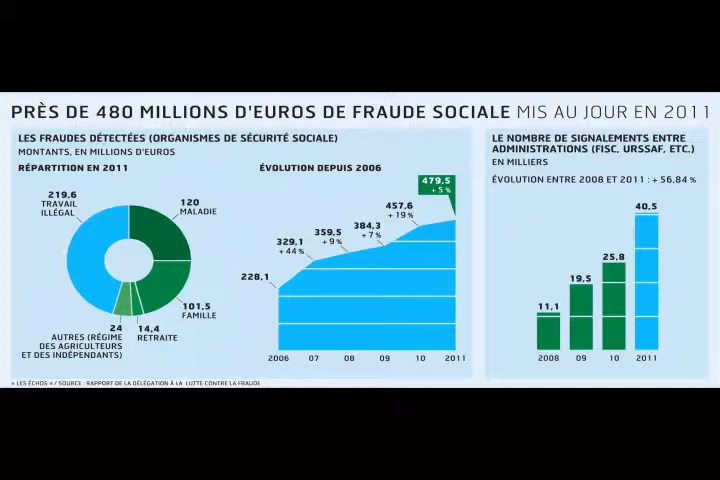 PRÈS DE 480 MILLIONS D'EUROS DE FRAUDE SOCIALE MIS AU JOUR EN 2011
LES FRAUDES DÉTECTÉES (ORGANISMES DE SÉCURITÉ SOCIALE)
MONTANTS, EN MILLIONS D'EUROS
RÉPARTITION EN 2011
219,6
TRAVAIL
ILLÉGAL
120
MALADIE
101,5
FAMILLE
14,4
RETRAITE
24
AUTRES (RÉGIME
DES AGRICULTEURS
ET DES INDÉPENDANTS)
ÉVOLUTION DEPUIS 2006
228,1
329,1
+ 44 %
359,5
+ 9 %
384,3
+ 7 %
457,6
+ 19 %
479,5
+ 5 %
2006 07 08 09 10 2011
LE NOMBRE DE SIGNALEMENTS ENTRE
ADMINISTRATIONS (FISC, URSSAF, ETC.)
EN MILLIERS
ÉVOLUTION ENTRE 2008 ET 2011 : + 56,84 %
11,1
19,5
25,8
40,5
2008 09 10 2011
« LES ÉCHOS » / SOURCE : RAPPORT DE LA DÉLÉGATION À LA LUTTE CONTRE LA FRAUDE